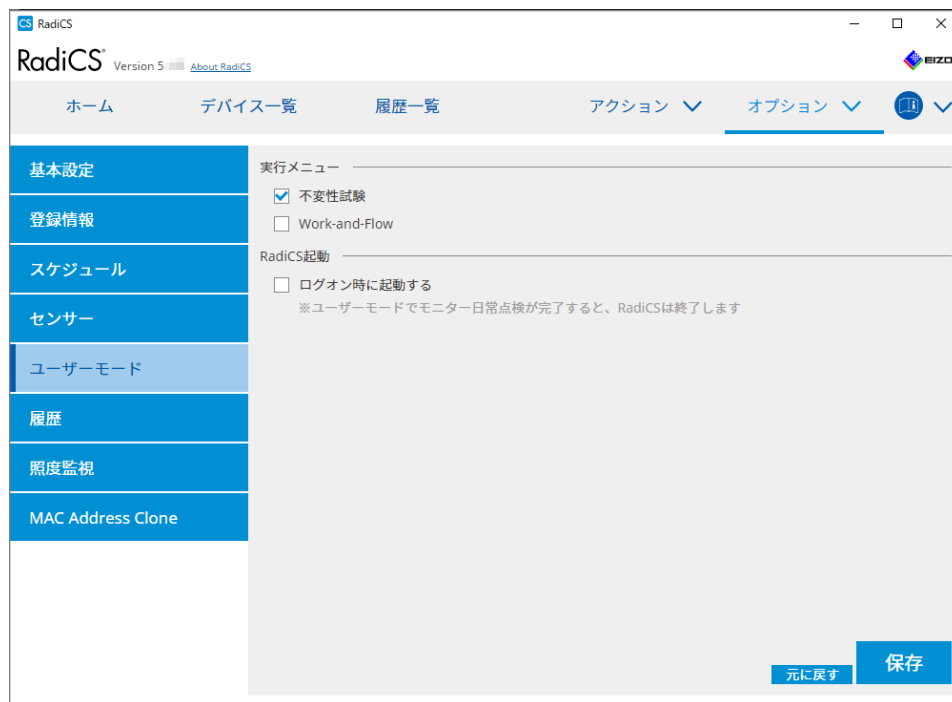 CS RadiCS
RadiCS Version 5 About RadiCS
EIZO
ホーム デバイス一覧 履歴一覧 アクション オプション
基本設定
登録情報
スケジュール
センサー
ユーザーモード
履歴
照度監視
MAC Address Clone
実行メニュー
不変性試験
Work-and-Flow
RadiCS起動
ログオン時に起動する
※ユーザーモードでモニター日常点検が完了すると、RadiCSは終了します
元に戻す 保存